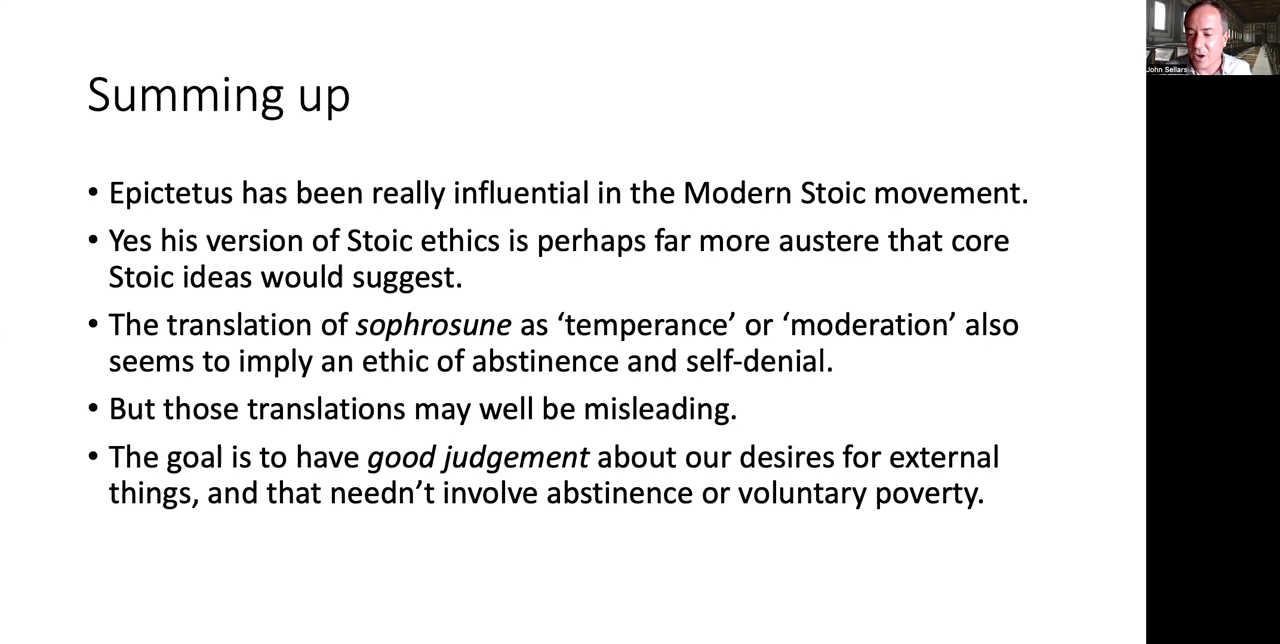 Summing up
• Epictetus has been really influential in the Modern Stoic movement.
• Yes his version of Stoic ethics is perhaps far more austere that core
Stoic ideas would suggest.
• The translation of sophrosune as ‘temperance’ or ‘moderation’ also
seems to imply an ethic of abstinence and self-denial.
• But those translations may well be misleading.
• The goal is to have good judgement about our desires for external
things, and that needn’t involve abstinence or voluntary poverty.
John Sellars